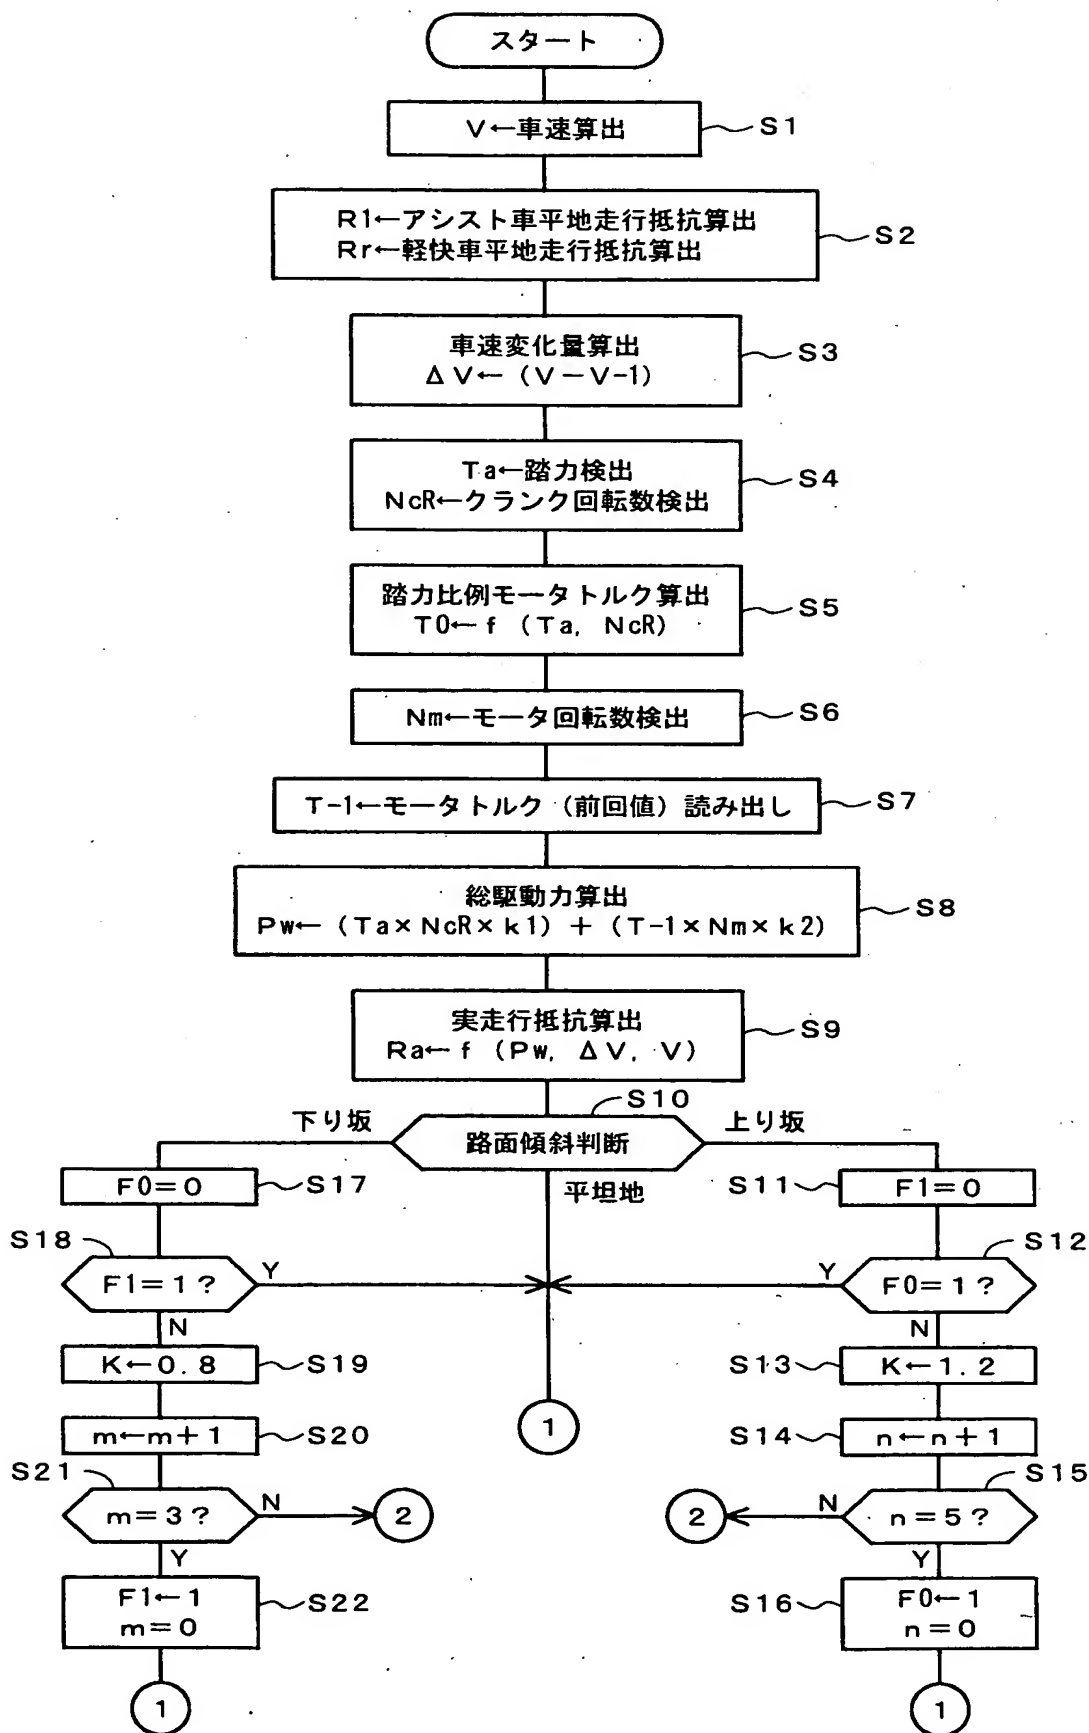 スタート
V←車速算出
S1
R1←アシスト車平地走行抵抗算出
Rr←軽快車平地走行抵抗算出
S2
車速変化量算出
ΔV←(V－V-1)
S3
Ta←踏力検出
NcR←クランク回転数検出
S4
踏力比例モータトルク算出
T0←f (Ta, NcR)
S5
Nm←モータ回転数検出
S6
T-1←モータトルク (前回値) 読み出し
S7
総駆動力算出
Pw←(Ta×NcR×k1)＋(T-1×Nm×k2)
S8
実走行抵抗算出
Ra←f (Pw, ΔV, V)
S9
S10
下り坂
路面傾斜判断
上り坂
平坦地
F0=0
S17
S11
F1=0
S18
F1=1?
Y
S12
F0=1?
Y
N
N
K←0.8
S19
S13
K←1.2
m←m+1
S20
1
S14
n←n+1
S21
m=3?
N
2
S15
n=5?
N
2
Y
Y
F1←1
m=0
S22
S16
F0←1
n=0
1
1